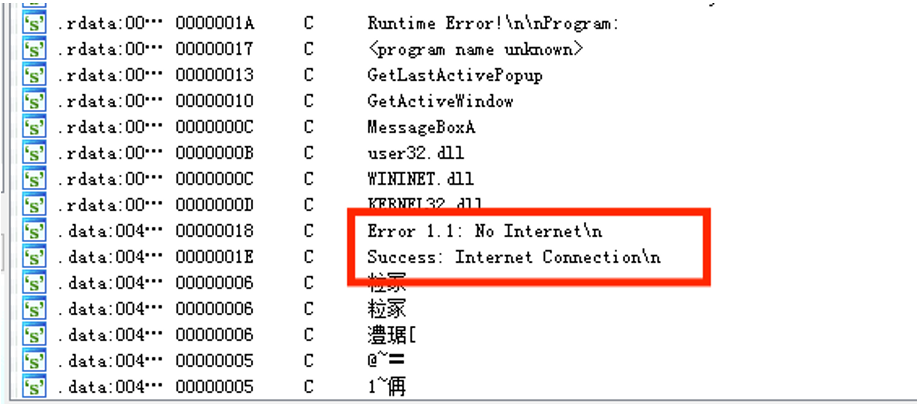 .rdata:00··· 0000001A C Runtime Error!\n\nProgram:
.rdata:00··· 00000017 C <program name unknown>
.rdata:00··· 00000013 C GetLastActivePopup
.rdata:00··· 00000010 C GetActiveWindow
.rdata:00··· 0000000C C MessageBoxA
.rdata:00··· 0000000B C user32.dll
.rdata:00··· 0000000C C WININET.dll
.rdata:00··· 0000000D C KERNEL32.dll
.data:004··· 00000018 C Error 1.1: No Internet\n
.data:004··· 0000001E C Success: Internet Connection\n
.data:004··· 00000006 C 粒冡
.data:004··· 00000006 C 粒冡
.data:004··· 00000006 C 澧琚[
.data:004··· 00000005 C @~=
.data:004··· 00000005 C 1~侢